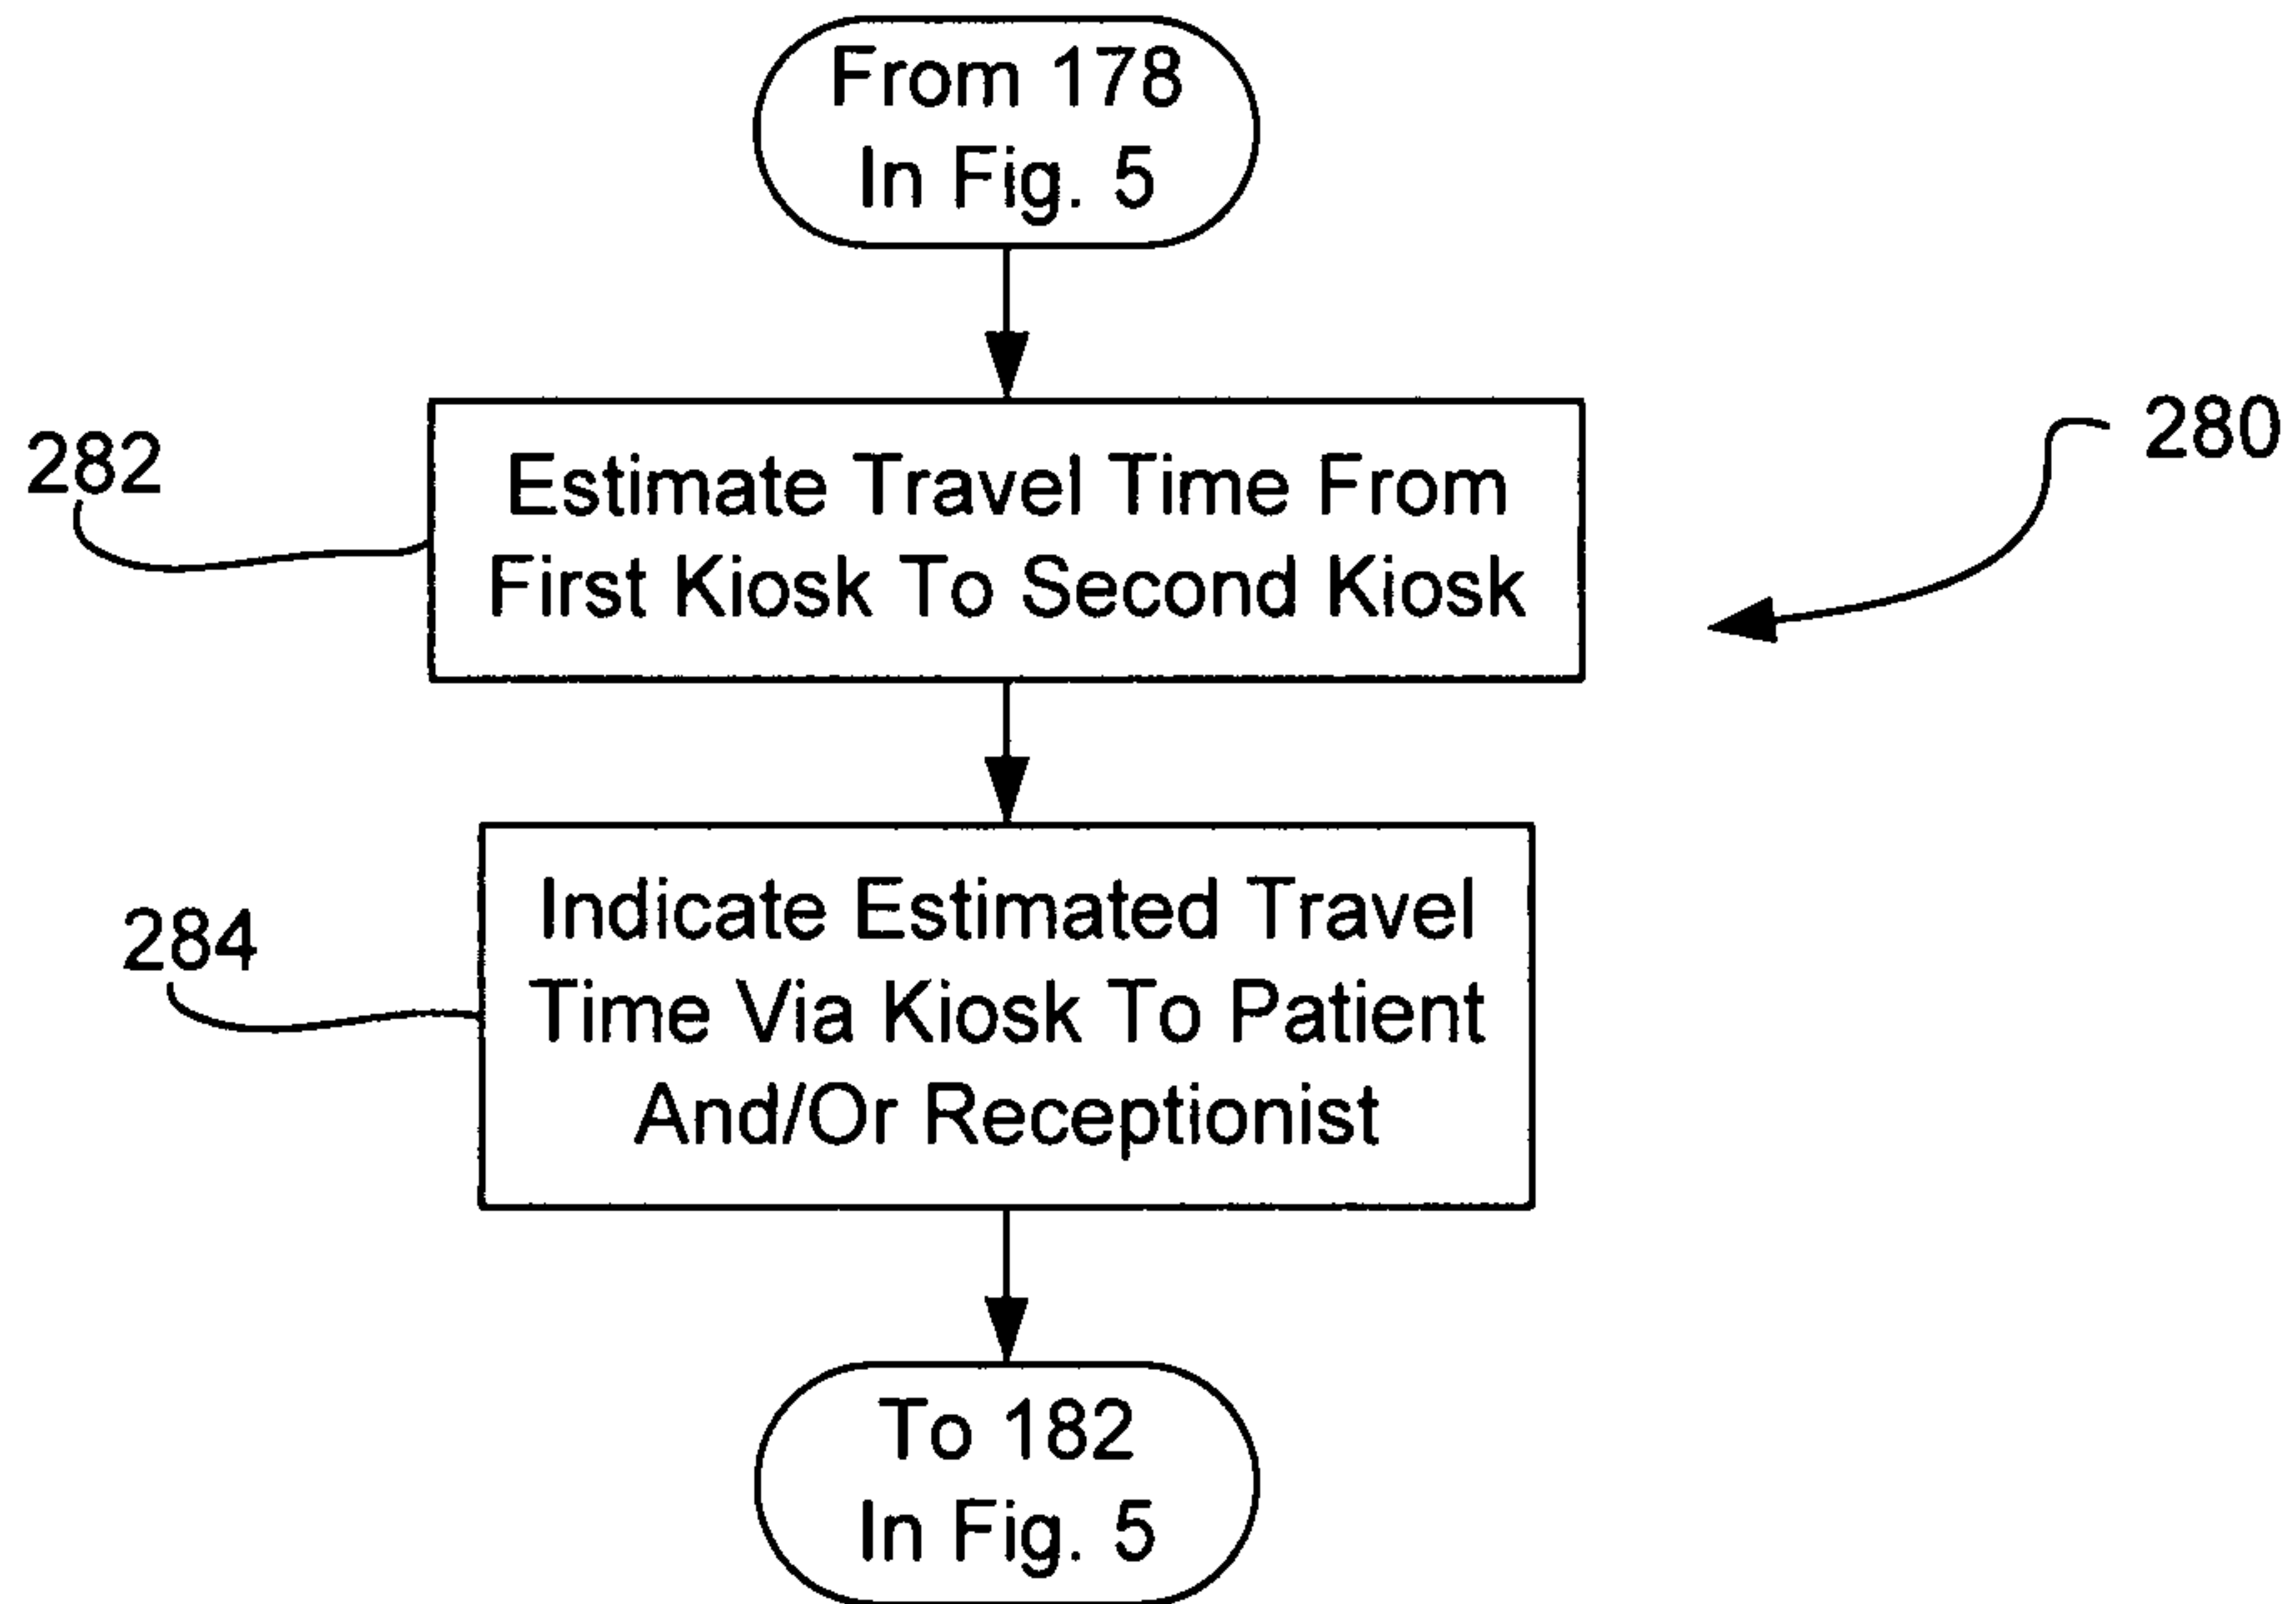 From 178
In Fig. 5
282
Estimate Travel Time From
First Kiosk To Second Kiosk
280
284
Indicate Estimated Travel
Time Via Kiosk To Patient
And/Or Receptionist
To 182
In Fig. 5